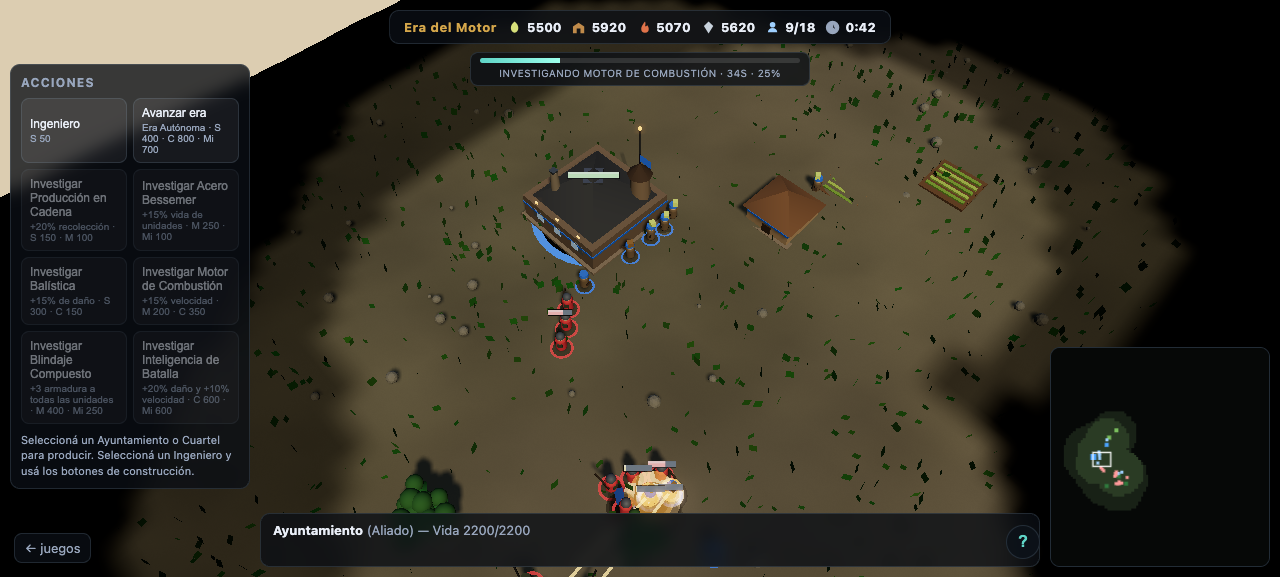 Era del Motor 5500 5920 5070 5620 9/18 0:42
INVESTIGANDO MOTOR DE COMBUSTIÓN · 34S · 25%
ACCIONES
Ingeniero
S 50
Avanzar era
Era Autónoma · S
400 · C 800 · Mi
700
Investigar
Producción en
Cadena
+20% recolección ·
S 150 · M 100
Investigar Acero
Bessemer
+15% vida de
unidades · M 250 ·
Mi 100
Investigar
Balística
+15% de daño · S
300 · C 150
Investigar Motor
de Combustión
+15% velocidad ·
M 200 · C 350
Investigar
Blindaje
Compuesto
+3 armadura a
todas las unidades
· M 400 · Mi 250
Investigar
Inteligencia de
Batalla
+20% daño y +10%
velocidad · C 600 ·
Mi 600
Seleccioná un Ayuntamiento o Cuartel
para producir. Seleccioná un Ingeniero y
usá los botones de construcción.
← juegos
Ayuntamiento (Aliado) — Vida 2200/2200
?